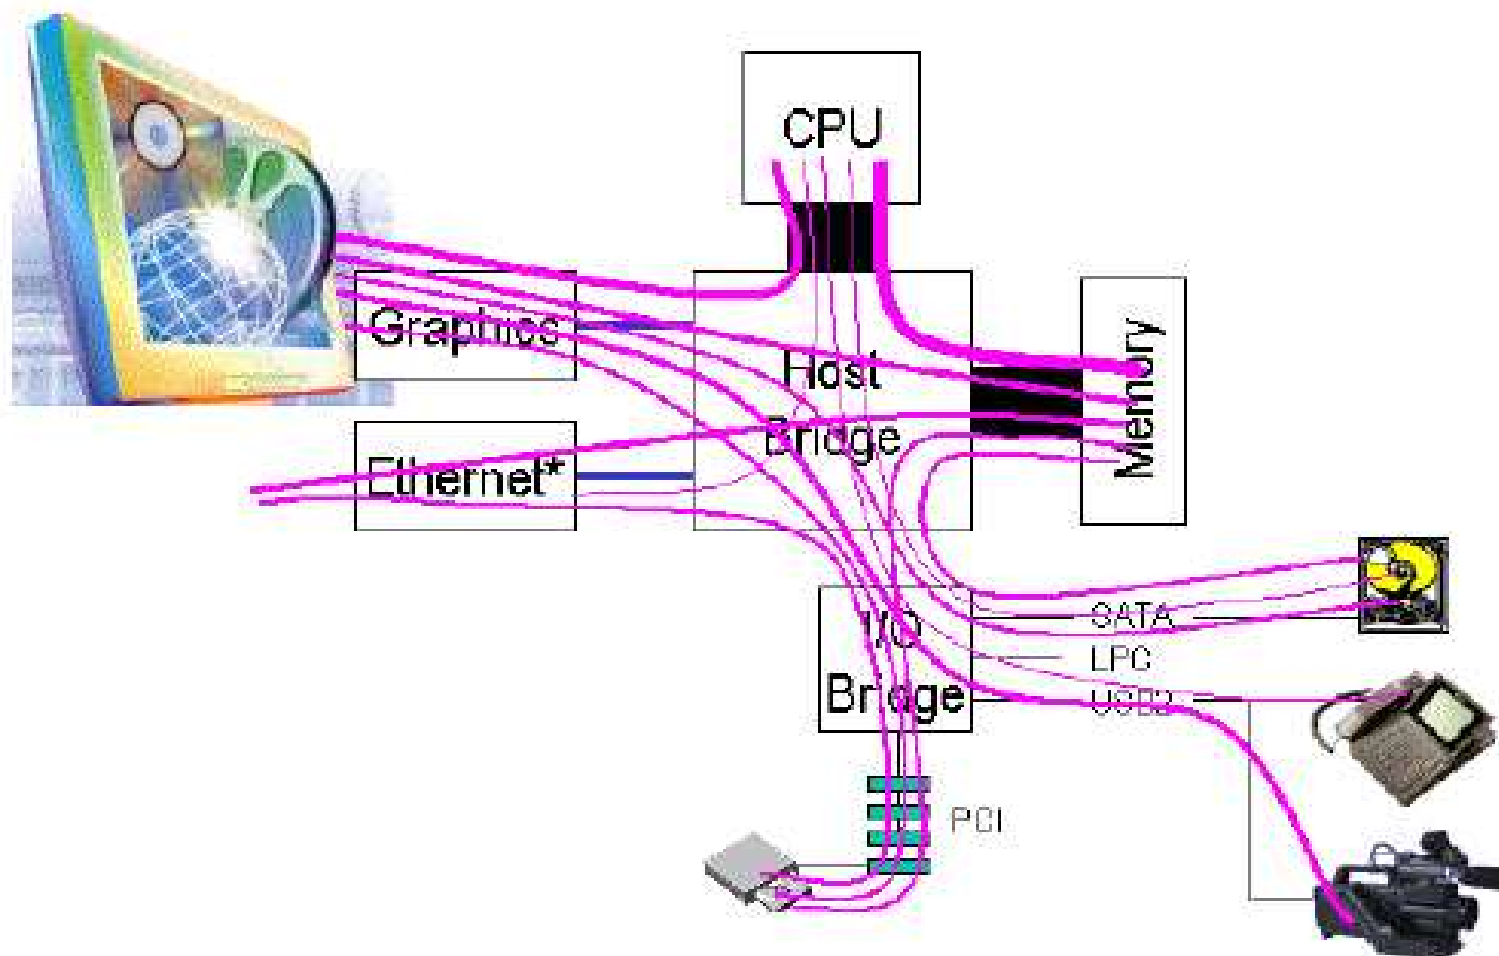 CPU
Graphics
Host
Bridge
Memory
Ethernet*
SATA
I/O
Bridge
LPC
USB2
PCI